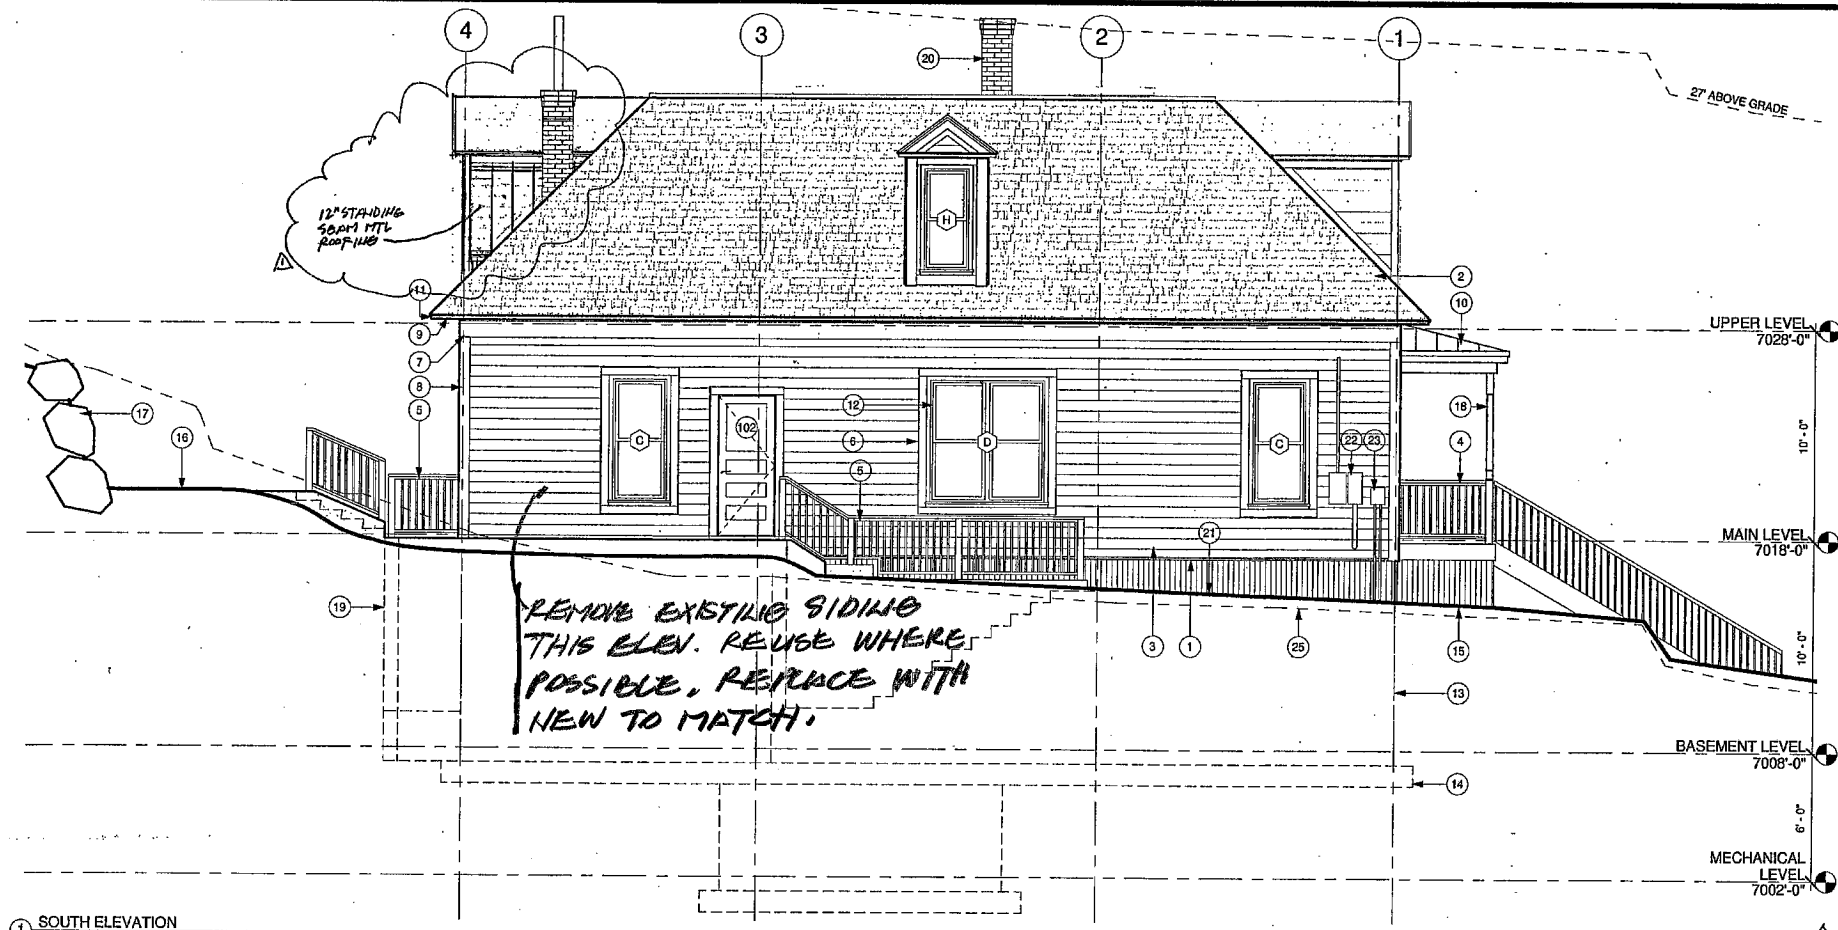 4
3
2
1
20
27' ABOVE GRADE
H
12" STANDING
SEAM MTL
ROOFING
2
11
10
9
UPPER LEVEL
7028'-0"
7
8
5
17
16
12
6
5
C
102
D
C
22
23
18
4
10'-0"
21
MAIN LEVEL
7018'-0"
19
REMOVE EXISTING SIDING
THIS ELEV. REUSE WHERE
POSSIBLE. REPLACE WITH
NEW TO MATCH.
3
1
25
15
10'-0"
13
BASEMENT LEVEL
7008'-0"
14
6'-0"
MECHANICAL
LEVEL
7002'-0"
1 SOUTH ELEVATION